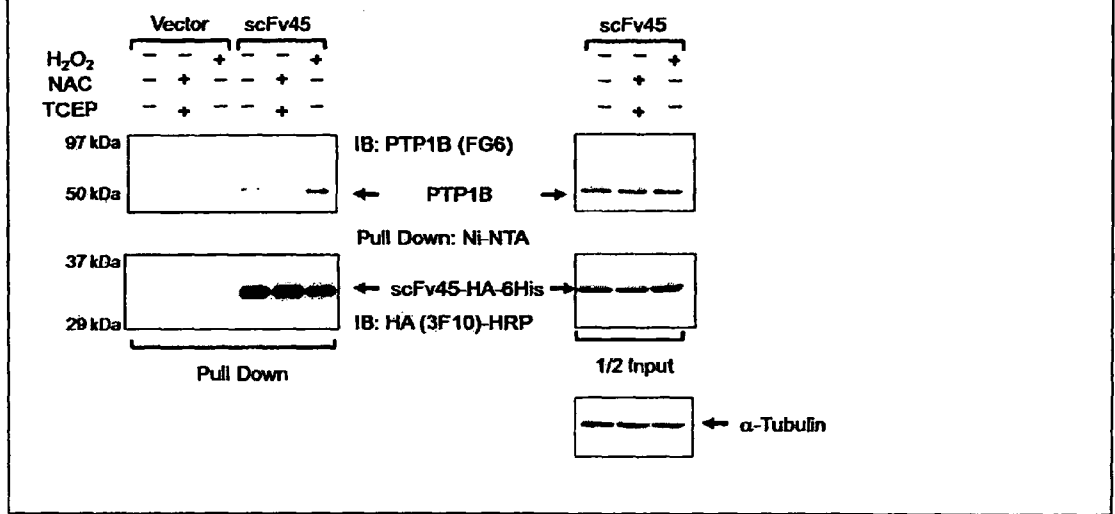 Vector scFv45 scFv45
H₂O₂ − − + − − + − − +
NAC − + − − + − − + −
TCEP − + − − + − − + −
97 kDa IB: PTP1B (FG6)
50 kDa PTP1B
Pull Down: Ni-NTA
37 kDa
scFv45-HA-6His
29 kDa IB: HA (3F10)-HRP
Pull Down 1/2 Input
α-Tubulin